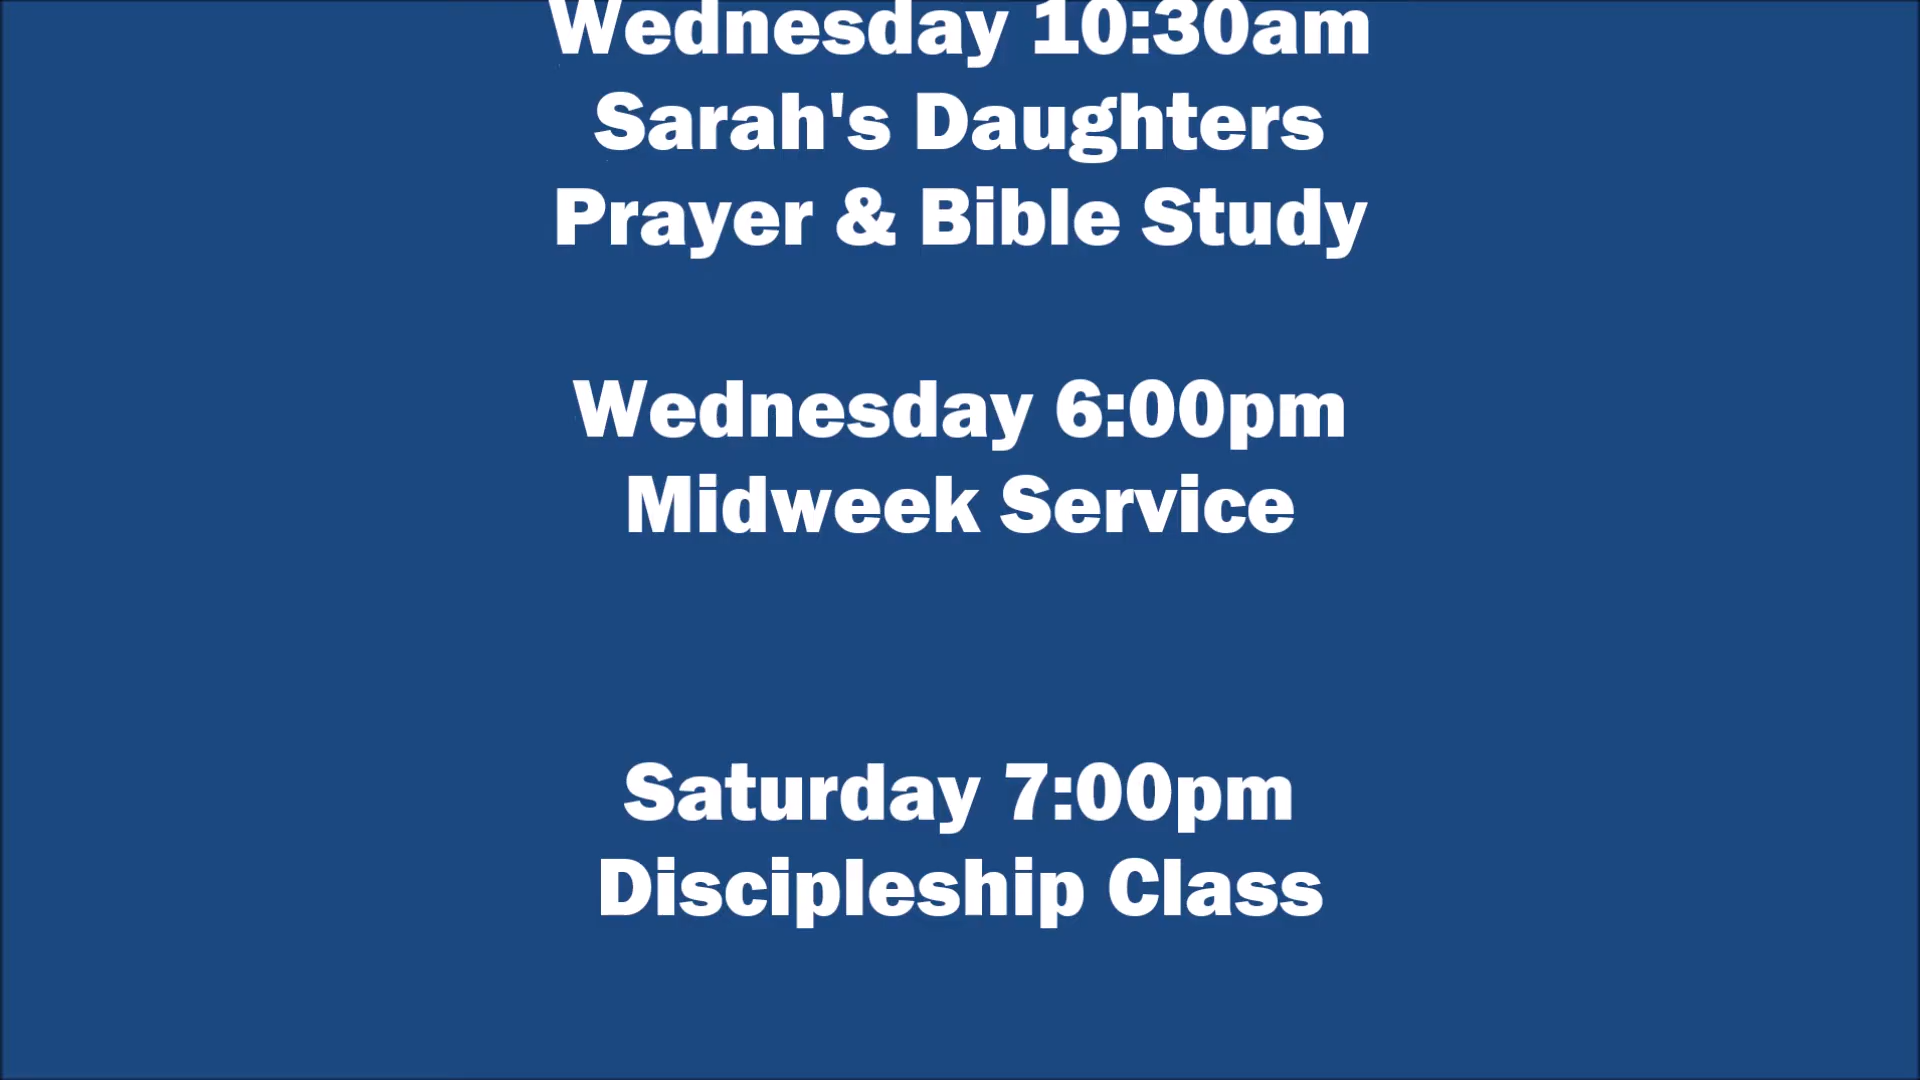 Wednesday 10:30am
Sarah's Daughters
Prayer & Bible Study
Wednesday 6:00pm
Midweek Service
Saturday 7:00pm
Discipleship Class